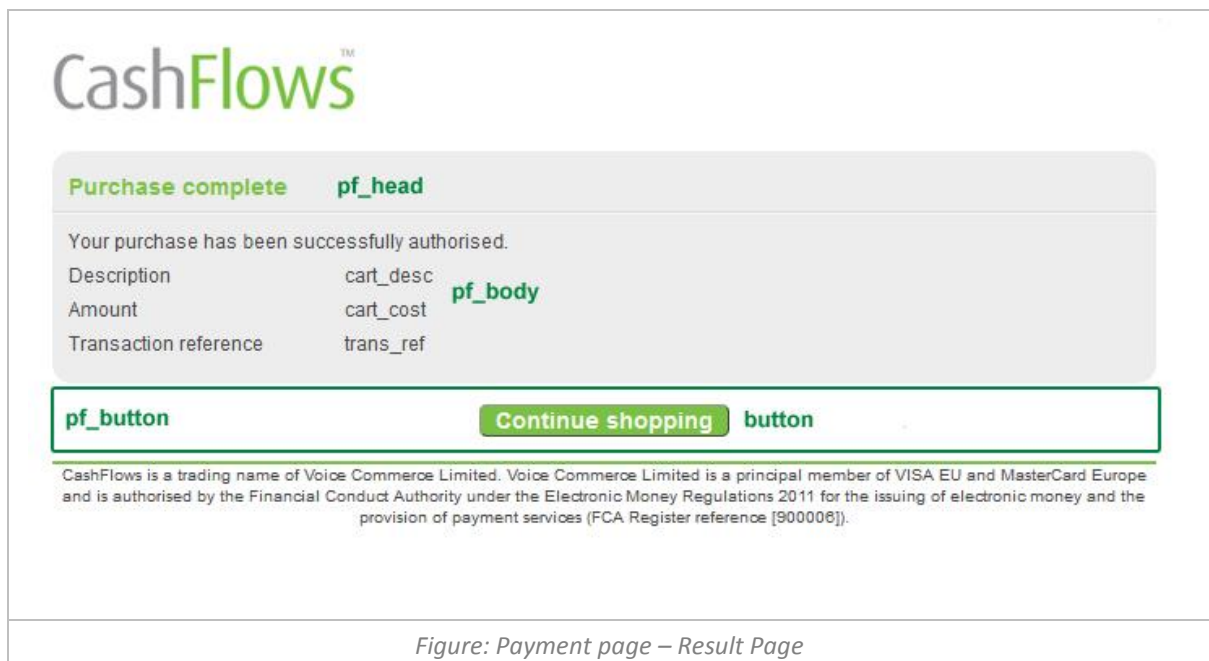 CashFlows™
Purchase complete pf_head
Your purchase has been successfully authorised.
Description cart_desc
pf_body
Amount cart_cost
Transaction reference trans_ref
pf_button Continue shopping button
CashFlows is a trading name of Voice Commerce Limited. Voice Commerce Limited is a principal member of VISA EU and MasterCard Europe
and is authorised by the Financial Conduct Authority under the Electronic Money Regulations 2011 for the issuing of electronic money and the
provision of payment services (FCA Register reference [900006]).
Figure: Payment page – Result Page